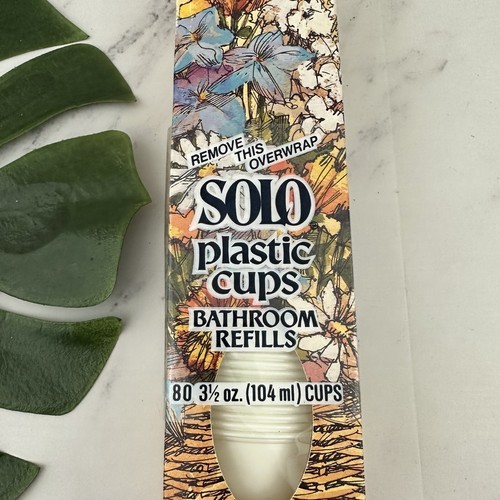 REMOVE THIS OVERWRAP
SOLO
plastic
cups
BATHROOM
REFILLS
80 3½ oz. (104 ml) CUPS